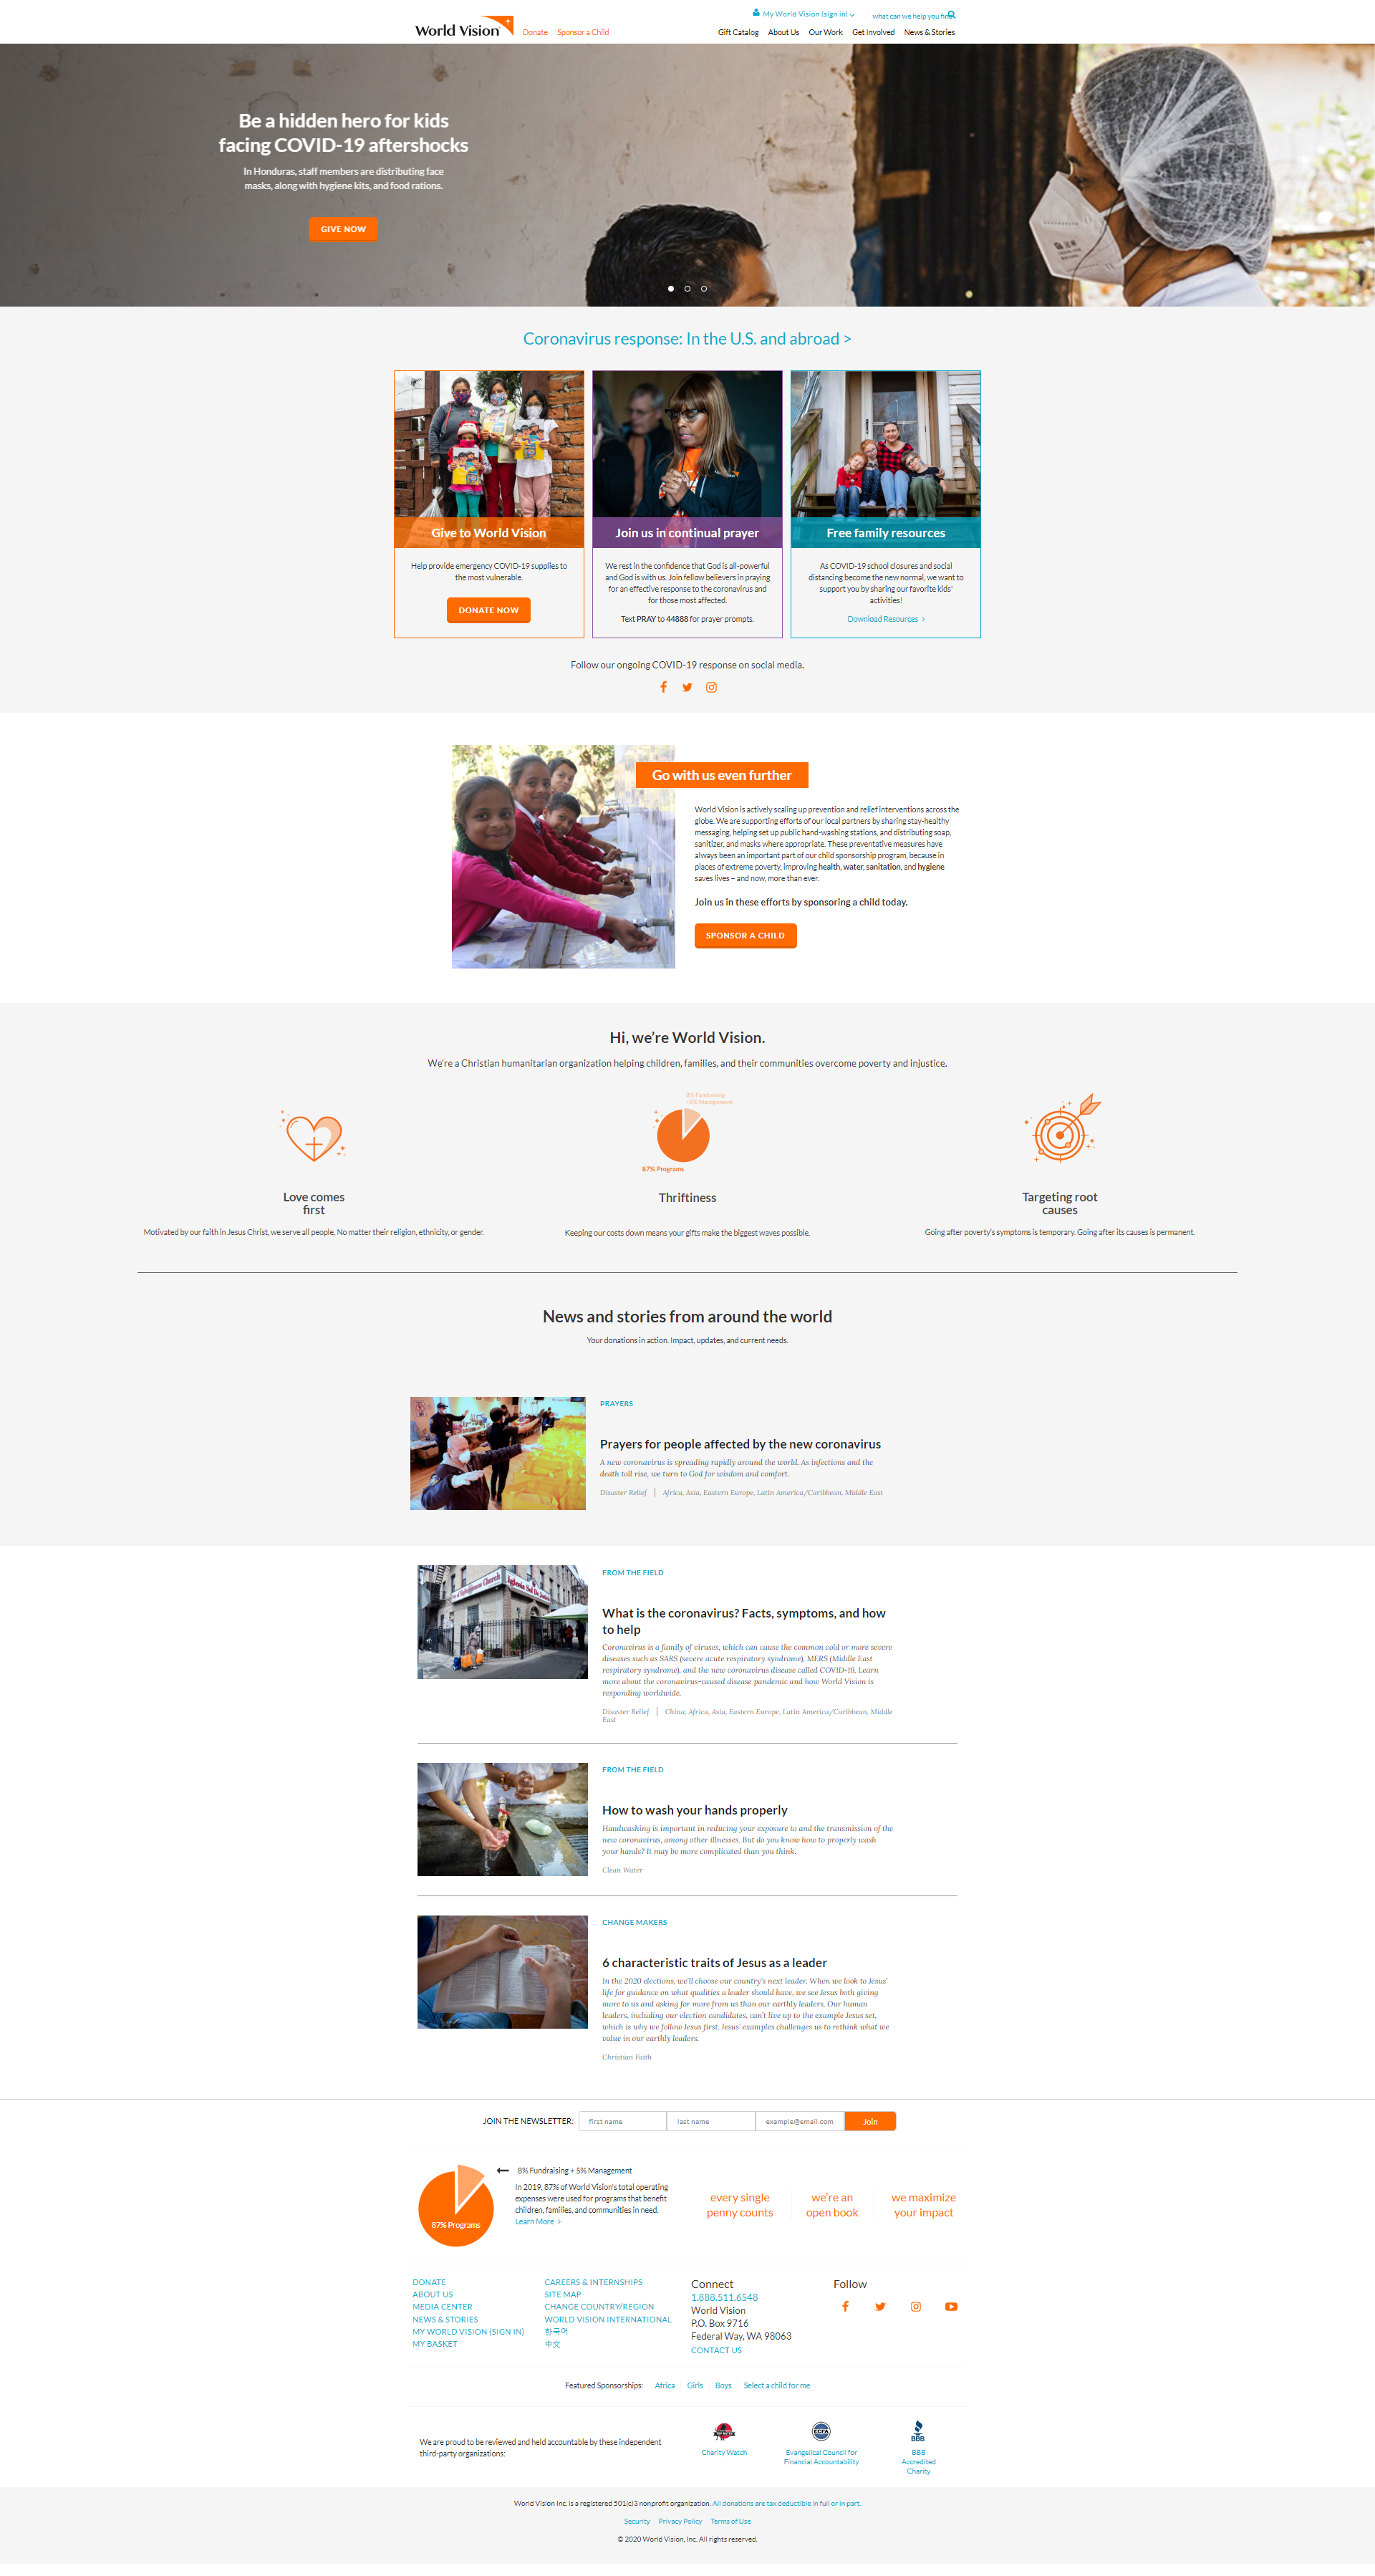 My World Vision (sign in)
what can we help you fin
World Vision
Donate
Sponsor a Child
Gift Catalog
About Us
Our Work
Get Involved
News & Stories
Be a hidden hero for kids
facing COVID-19 aftershocks
In Honduras, staff members are distributing face
masks, along with hygiene kits, and food rations.
GIVE NOW
Coronavirus response: In the U.S. and abroad >
Give to World Vision
Help provide emergency COVID-19 supplies to
the most vulnerable.
DONATE NOW
Join us in continual prayer
We rest in the confidence that God is all-powerful
and God is with us. Join fellow believers in praying
for an effective response to the coronavirus and
for those most affected.
Text PRAY to 44888 for prayer prompts.
Free family resources
As COVID-19 school closures and social
distancing become the new normal, we want to
support you by sharing our favorite kids'
activities!
Download Resources >
Follow our ongoing COVID-19 response on social media.
Go with us even further
World Vision is actively scaling up prevention and relief interventions across the
globe. We are supporting efforts of our local partners by sharing stay-healthy
messaging, helping set up public hand-washing stations, and distributing soap,
sanitizer, and masks where appropriate. These preventative measures have
always been an important part of our child sponsorship program, because in
places of extreme poverty, improving health, water, sanitation, and hygiene
saves lives – and now, more than ever.
Join us in these efforts by sponsoring a child today.
SPONSOR A CHILD
Hi, we're World Vision.
We're a Christian humanitarian organization helping children, families, and their communities overcome poverty and injustice.
8% Fundraising
+5% Management
87% Programs
Love comes
first
Motivated by our faith in Jesus Christ, we serve all people. No matter their religion, ethnicity, or gender.
Thriftiness
Keeping our costs down means your gifts make the biggest waves possible.
Targeting root
causes
Going after poverty's symptoms is temporary. Going after its causes is permanent.
News and stories from around the world
Your donations in action. Impact, updates, and current needs.
PRAYERS
Prayers for people affected by the new coronavirus
A new coronavirus is spreading rapidly around the world. As infections and the
death toll rise, we turn to God for wisdom and comfort.
Disaster Relief | Africa, Asia, Eastern Europe, Latin America/Caribbean, Middle East
FROM THE FIELD
What is the coronavirus? Facts, symptoms, and how
to help
Coronavirus is a family of viruses, which can cause the common cold or more severe
diseases such as SARS (severe acute respiratory syndrome), MERS (Middle East
respiratory syndrome), and the new coronavirus disease called COVID-19. Learn
more about the coronavirus-caused disease pandemic and how World Vision is
responding worldwide.
Disaster Relief | China, Africa, Asia, Eastern Europe, Latin America/Caribbean, Middle
East
FROM THE FIELD
How to wash your hands properly
Handwashing is important in reducing your exposure to and the transmission of the
new coronavirus, among other illnesses. But do you know how to properly wash
your hands? It may be more complicated than you think.
Clean Water
CHANGE MAKERS
6 characteristic traits of Jesus as a leader
In the 2020 elections, we'll choose our country's next leader. When we look to Jesus'
life for guidance on what qualities a leader should have, we see Jesus both giving
more to us and asking for more from us than our earthly leaders. Our human
leaders, including our election candidates, can't live up to the example Jesus set,
which is why we follow Jesus first. Jesus' examples challenges us to rethink what we
value in our earthly leaders.
Christian Faith
JOIN THE NEWSLETTER:
first name
last name
example@email.com
Join
8% Fundraising + 5% Management
In 2019, 87% of World Vision's total operating
expenses were used for programs that benefit
children, families, and communities in need.
Learn More >
87% Programs
every single
penny counts
we're an
open book
we maximize
your impact
DONATE
ABOUT US
MEDIA CENTER
NEWS & STORIES
MY WORLD VISION (SIGN IN)
MY BASKET
CAREERS & INTERNSHIPS
SITE MAP
CHANGE COUNTRY/REGION
WORLD VISION INTERNATIONAL
한국어
中文
Connect
1.888.511.6548
World Vision
P.O. Box 9716
Federal Way, WA 98063
CONTACT US
Follow
Featured Sponsorships:
Africa
Girls
Boys
Select a child for me
We are proud to be reviewed and held accountable by these independent
third-party organizations:
Charity Watch
ECFA
Evangelical Council for
Financial Accountability
BBB
BBB
Accredited
Charity
World Vision Inc. is a registered 501(c)3 nonprofit organization. All donations are tax deductible in full or in part.
Security
Privacy Policy
Terms of Use
© 2020 World Vision, Inc. All rights reserved.